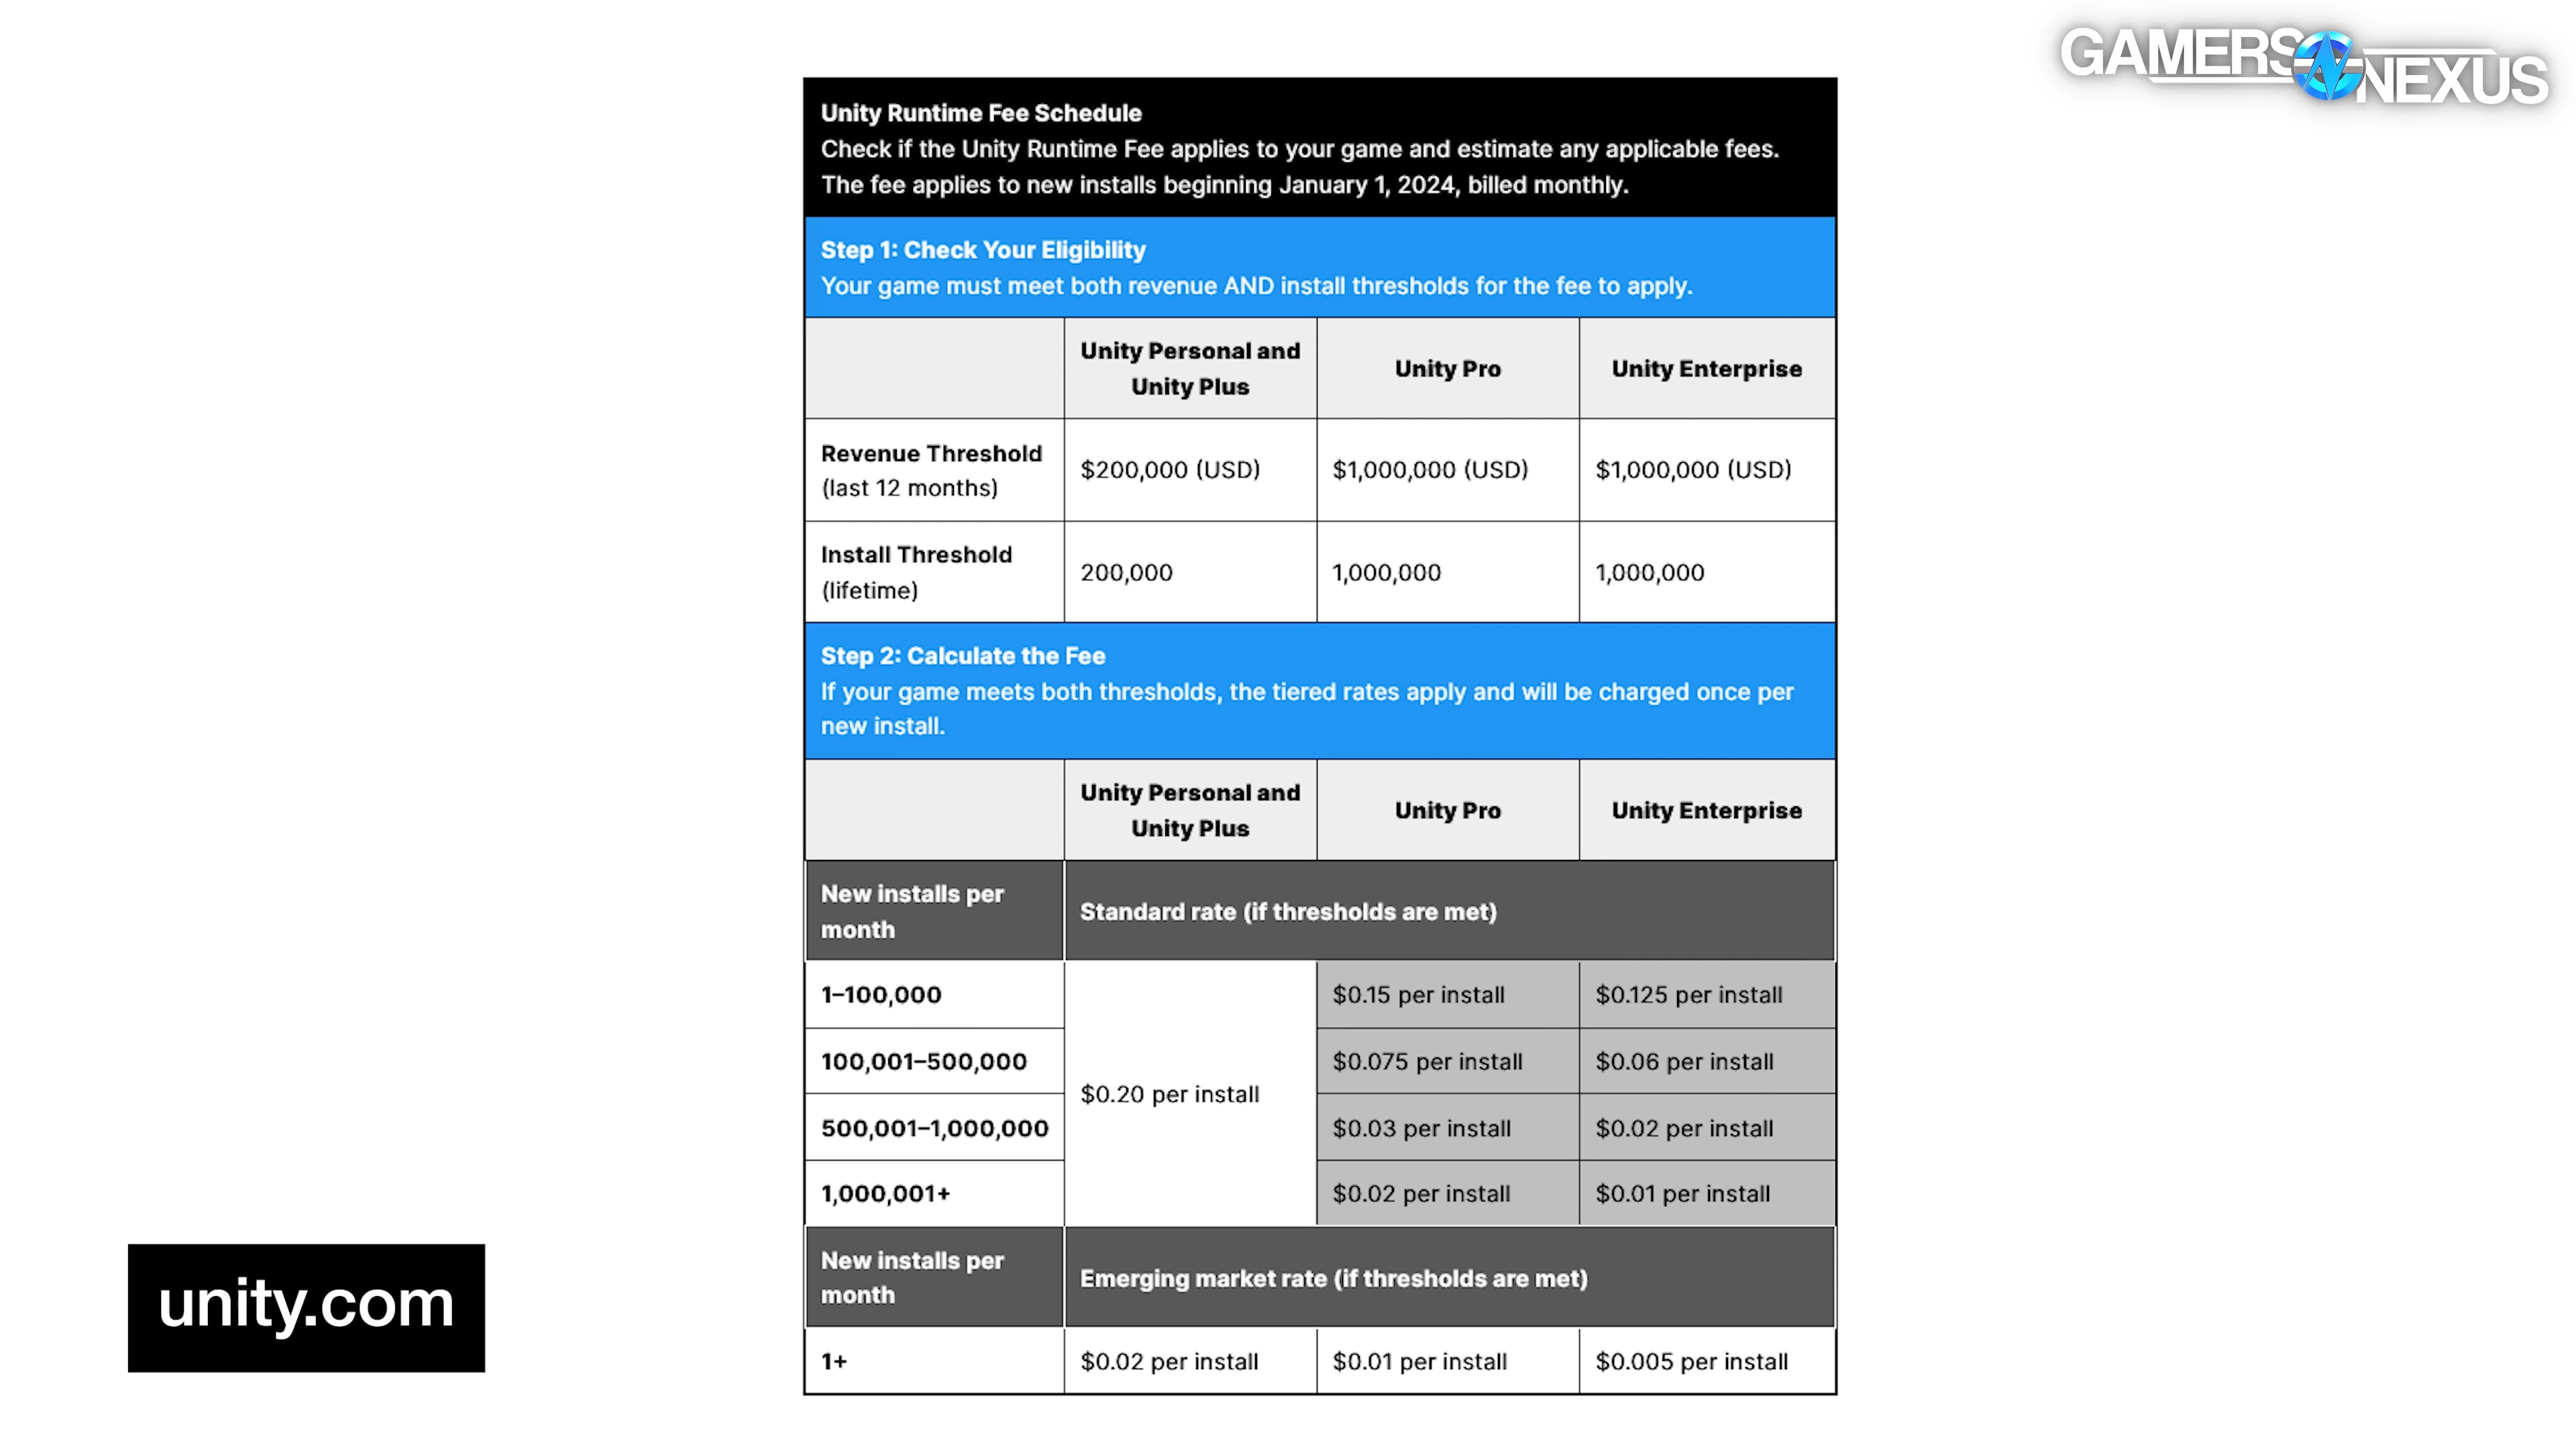 GAMERS NEXUS
Unity Runtime Fee Schedule
Check if the Unity Runtime Fee applies to your game and estimate any applicable fees.
The fee applies to new installs beginning January 1, 2024, billed monthly.
Step 1: Check Your Eligibility
Your game must meet both revenue AND install thresholds for the fee to apply.
Unity Personal and
Unity Plus
Unity Pro
Unity Enterprise
Revenue Threshold
(last 12 months)
$200,000 (USD)
$1,000,000 (USD)
$1,000,000 (USD)
Install Threshold
(lifetime)
200,000
1,000,000
1,000,000
Step 2: Calculate the Fee
If your game meets both thresholds, the tiered rates apply and will be charged once per
new install.
Unity Personal and
Unity Plus
Unity Pro
Unity Enterprise
New installs per
month
Standard rate (if thresholds are met)
1–100,000
$0.20 per install
$0.15 per install
$0.125 per install
100,001–500,000
$0.075 per install
$0.06 per install
500,001–1,000,000
$0.03 per install
$0.02 per install
1,000,001+
$0.02 per install
$0.01 per install
New installs per
month
Emerging market rate (if thresholds are met)
1+
$0.02 per install
$0.01 per install
$0.005 per install
unity.com